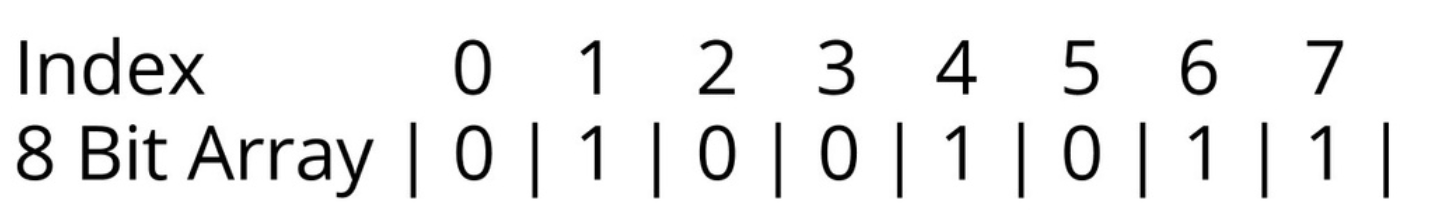 Index 0 1 2 3 4 5 6 7
8 Bit Array | 0 | 1 | 0 | 0 | 1 | 0 | 1 | 1 |